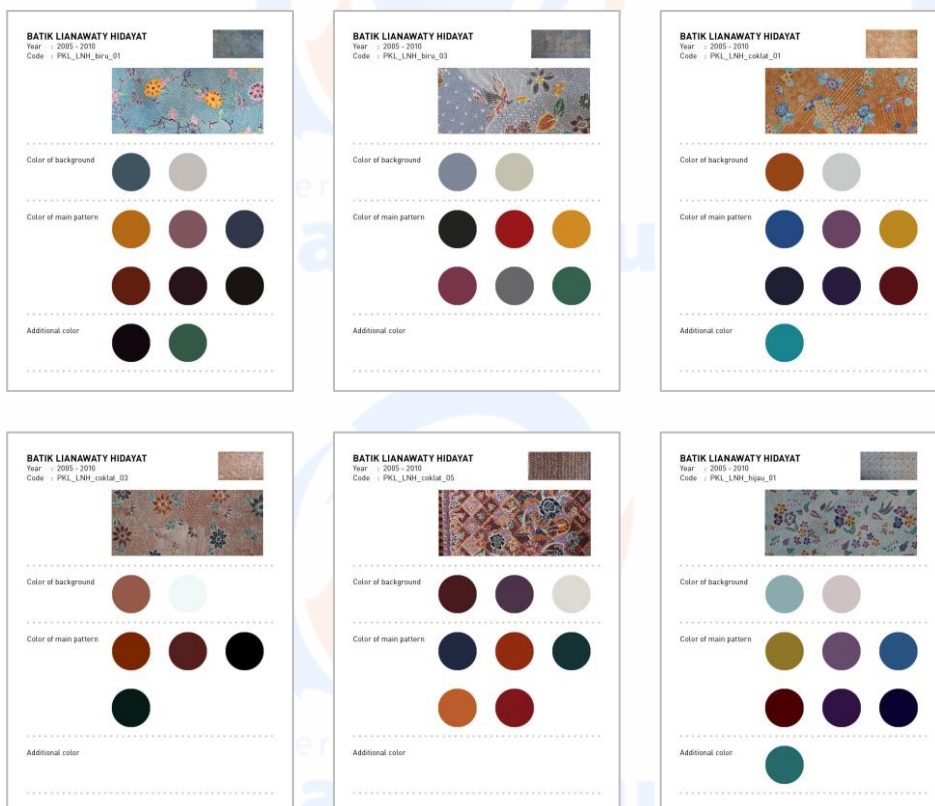 BATIK LIANAWATY HIDAYAT
Year : 2005 - 2010
Code : PKL_LNH_biru_01
Color of background
Color of main pattern
Additional color
BATIK LIANAWATY HIDAYAT
Year : 2005 - 2010
Code : PKL_LNH_biru_03
Color of background
Color of main pattern
Additional color
BATIK LIANAWATY HIDAYAT
Year : 2005 - 2010
Code : PKL_LNH_coklat_01
Color of background
Color of main pattern
Additional color
BATIK LIANAWATY HIDAYAT
Year : 2005 - 2010
Code : PKL_LNH_coklat_03
Color of background
Color of main pattern
Additional color
BATIK LIANAWATY HIDAYAT
Year : 2005 - 2010
Code : PKL_LNH_coklat_05
Color of background
Color of main pattern
Additional color
BATIK LIANAWATY HIDAYAT
Year : 2005 - 2010
Code : PKL_LNH_hijau_01
Color of background
Color of main pattern
Additional color